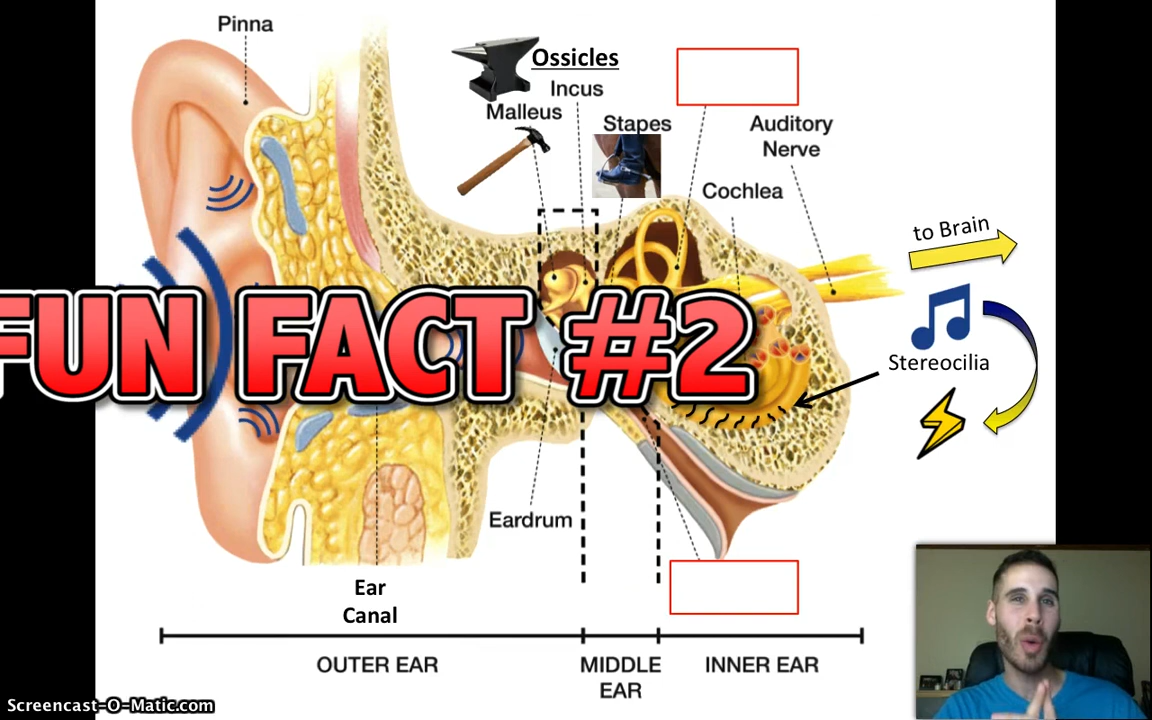 Pinna
Ossicles
Incus
Malleus
Stapes
Auditory
Nerve
Cochlea
to Brain
FUN FACT #2
Stereocilia
Eardrum
Ear
Canal
OUTER EAR
MIDDLE
EAR
INNER EAR
Screencast-O-Matic.com